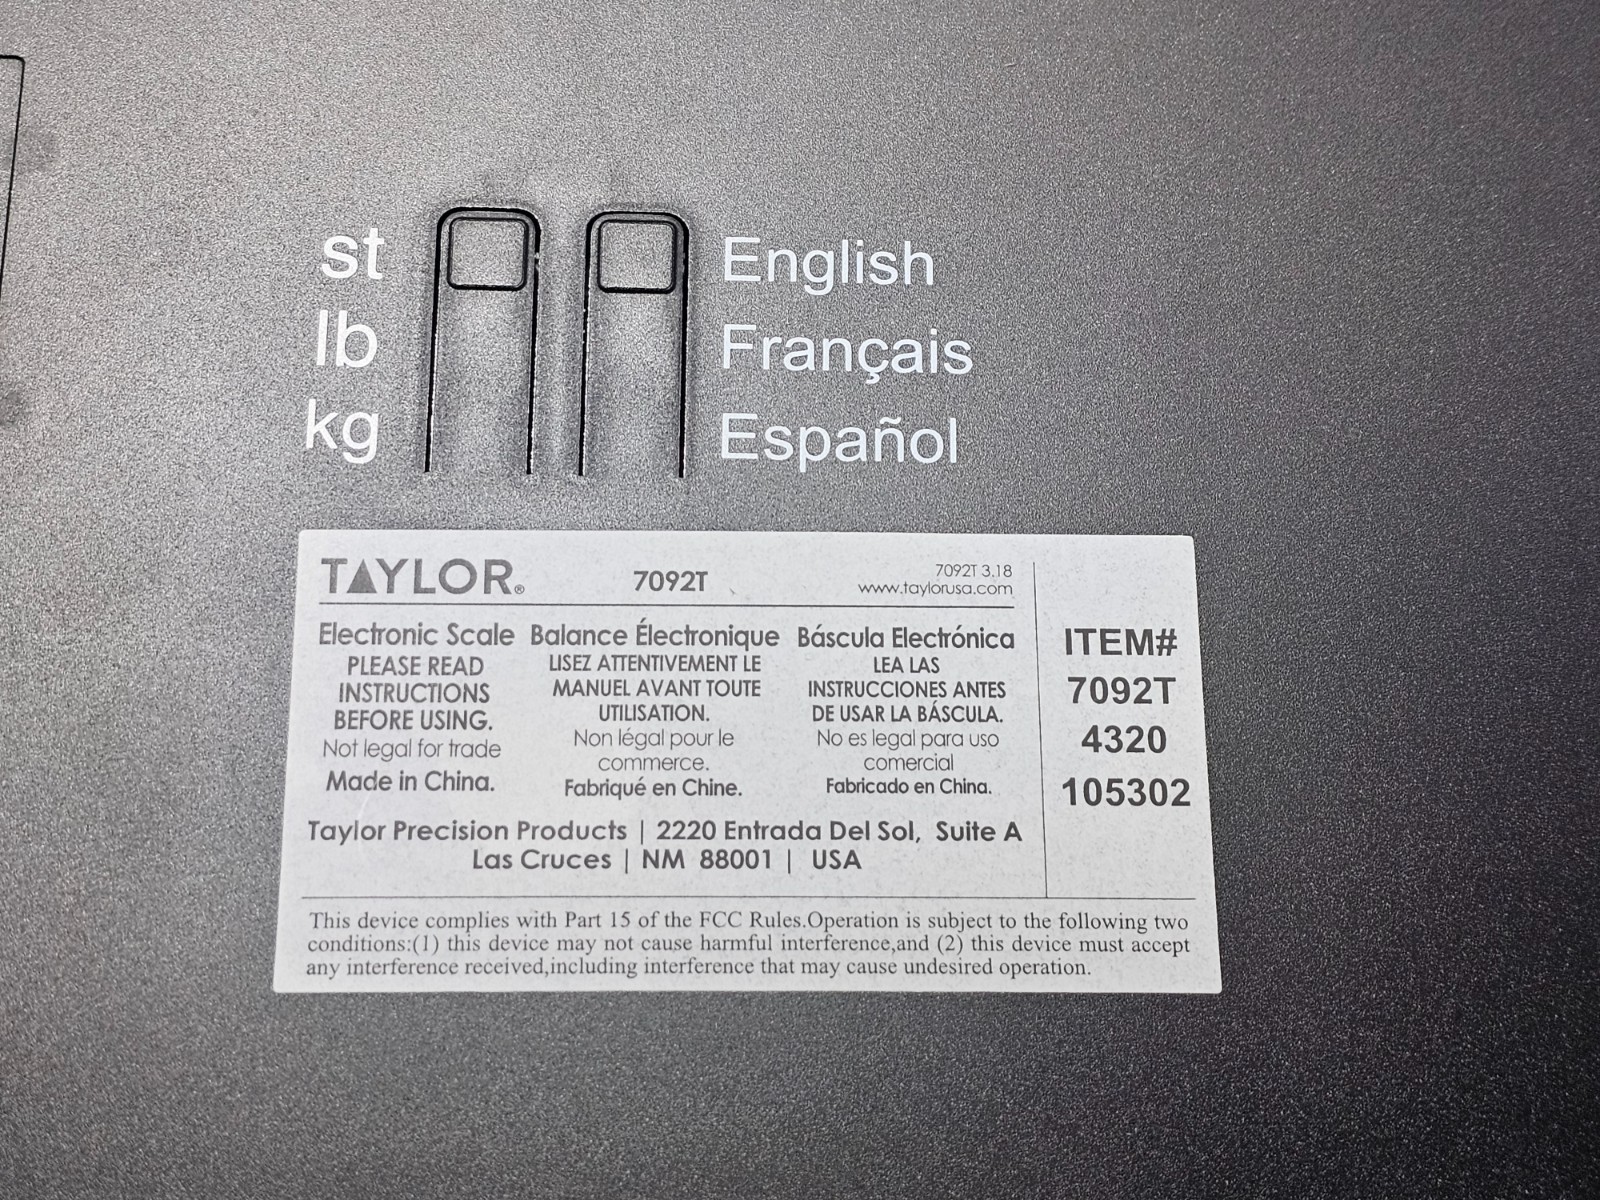 st
lb
kg
English
Français
Español
TAYLOR®
7092T
7092T 3.18
www.taylorusa.com
Electronic Scale
PLEASE READ
INSTRUCTIONS
BEFORE USING.
Not legal for trade
Made in China.
Balance Électronique
LISEZ ATTENTIVEMENT LE
MANUEL AVANT TOUTE
UTILISATION.
Non légal pour le
commerce.
Fabriqué en Chine.
Báscula Electrónica
LEA LAS
INSTRUCCIONES ANTES
DE USAR LA BÁSCULA.
No es legal para uso
comercial
Fabricado en China.
Taylor Precision Products | 2220 Entrada Del Sol, Suite A
Las Cruces | NM 88001 | USA
ITEM#
7092T
4320
105302
This device complies with Part 15 of the FCC Rules.Operation is subject to the following two
conditions:(1) this device may not cause harmful interference,and (2) this device must accept
any interference received,including interference that may cause undesired operation.